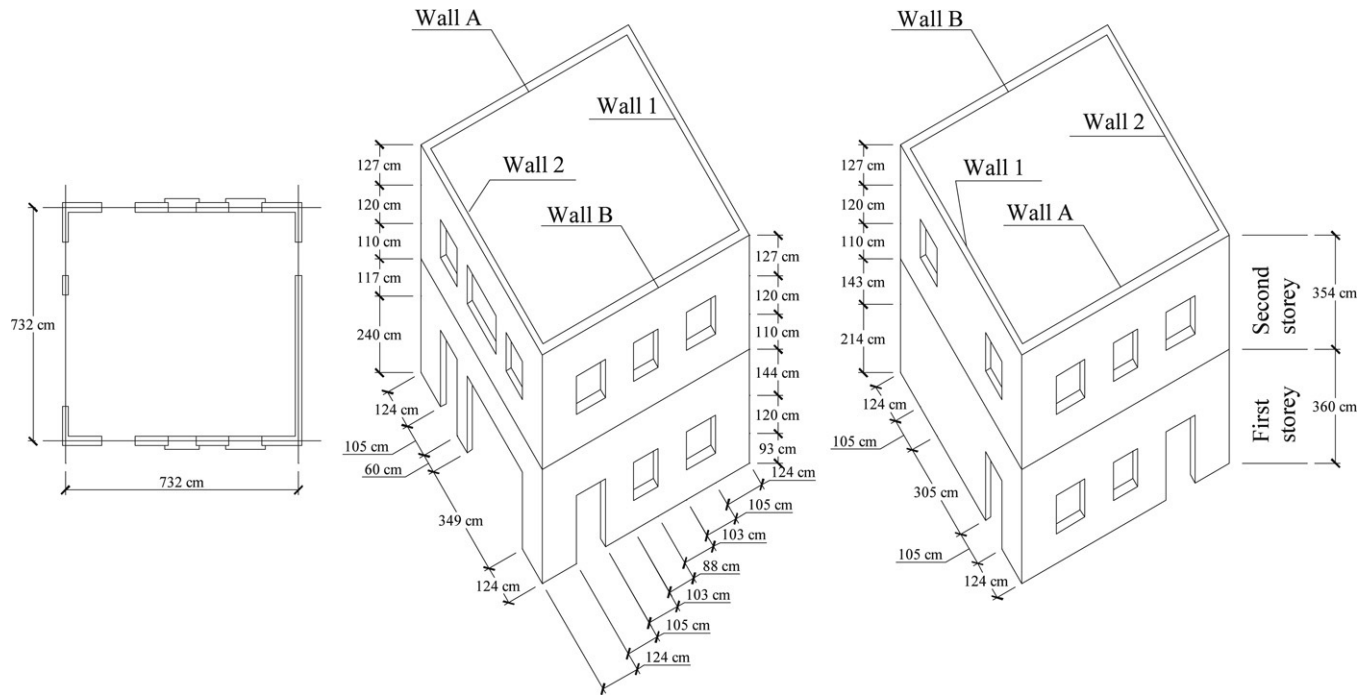 732 cm
732 cm
Wall A
Wall 1
Wall 2
Wall B
127 cm
120 cm
110 cm
117 cm
240 cm
124 cm
105 cm
60 cm
349 cm
124 cm
127 cm
120 cm
110 cm
144 cm
120 cm
93 cm
124 cm
105 cm
103 cm
88 cm
103 cm
105 cm
124 cm
Wall B
Wall 2
Wall 1
Wall A
127 cm
120 cm
110 cm
143 cm
214 cm
124 cm
105 cm
305 cm
105 cm
124 cm
Second
storey
354 cm
First
storey
360 cm